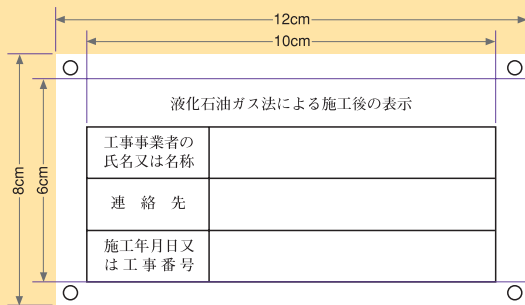 12cm
10cm
8cm
6cm
液化石油ガス法による施工後の表示
工事事業者の
氏名又は名称
連絡先
施工年月日又
は工事番号